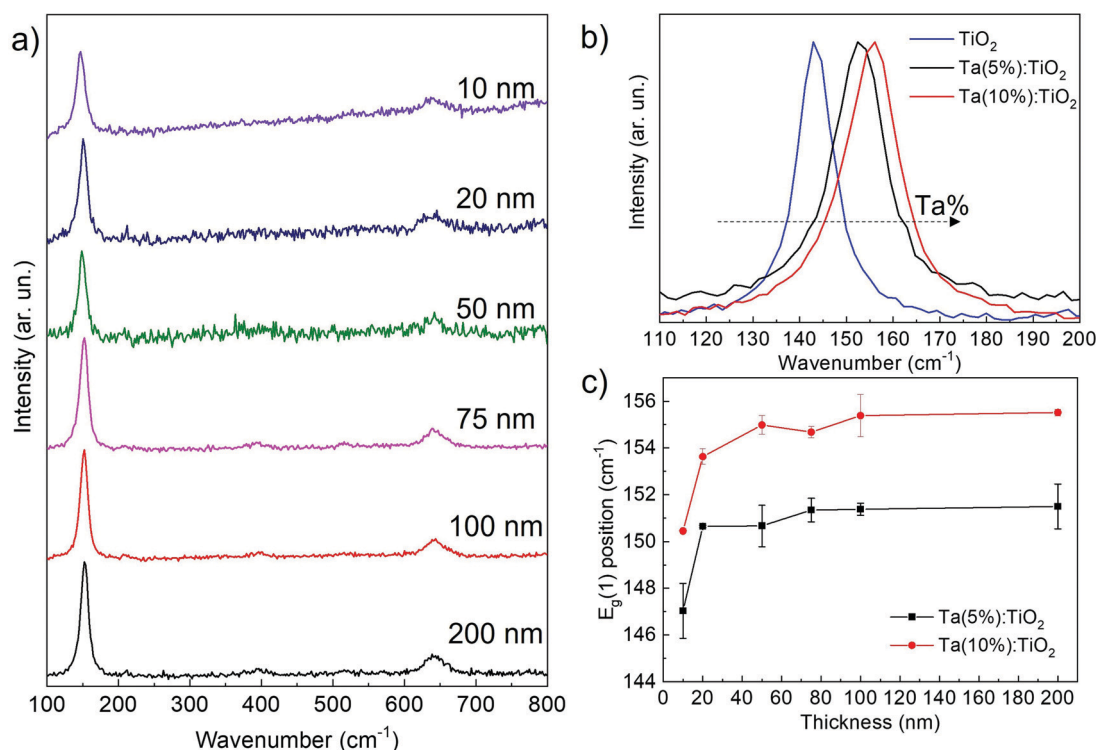 a)
10 nm
20 nm
50 nm
75 nm
100 nm
200 nm
Intensity (ar. un.)
100 200 300 400 500 600 700 800
Wavenumber (cm⁻¹)
b)
TiO₂
Ta(5%):TiO₂
Ta(10%):TiO₂
Ta%
Intensity (ar. un.)
110 120 130 140 150 160 170 180 190 200
Wavenumber (cm⁻¹)
c)
156
154
152
150
148
146
144
E₉(1) position (cm⁻¹)
Ta(5%):TiO₂
Ta(10%):TiO₂
0 20 40 60 80 100 120 140 160 180 200
Thickness (nm)